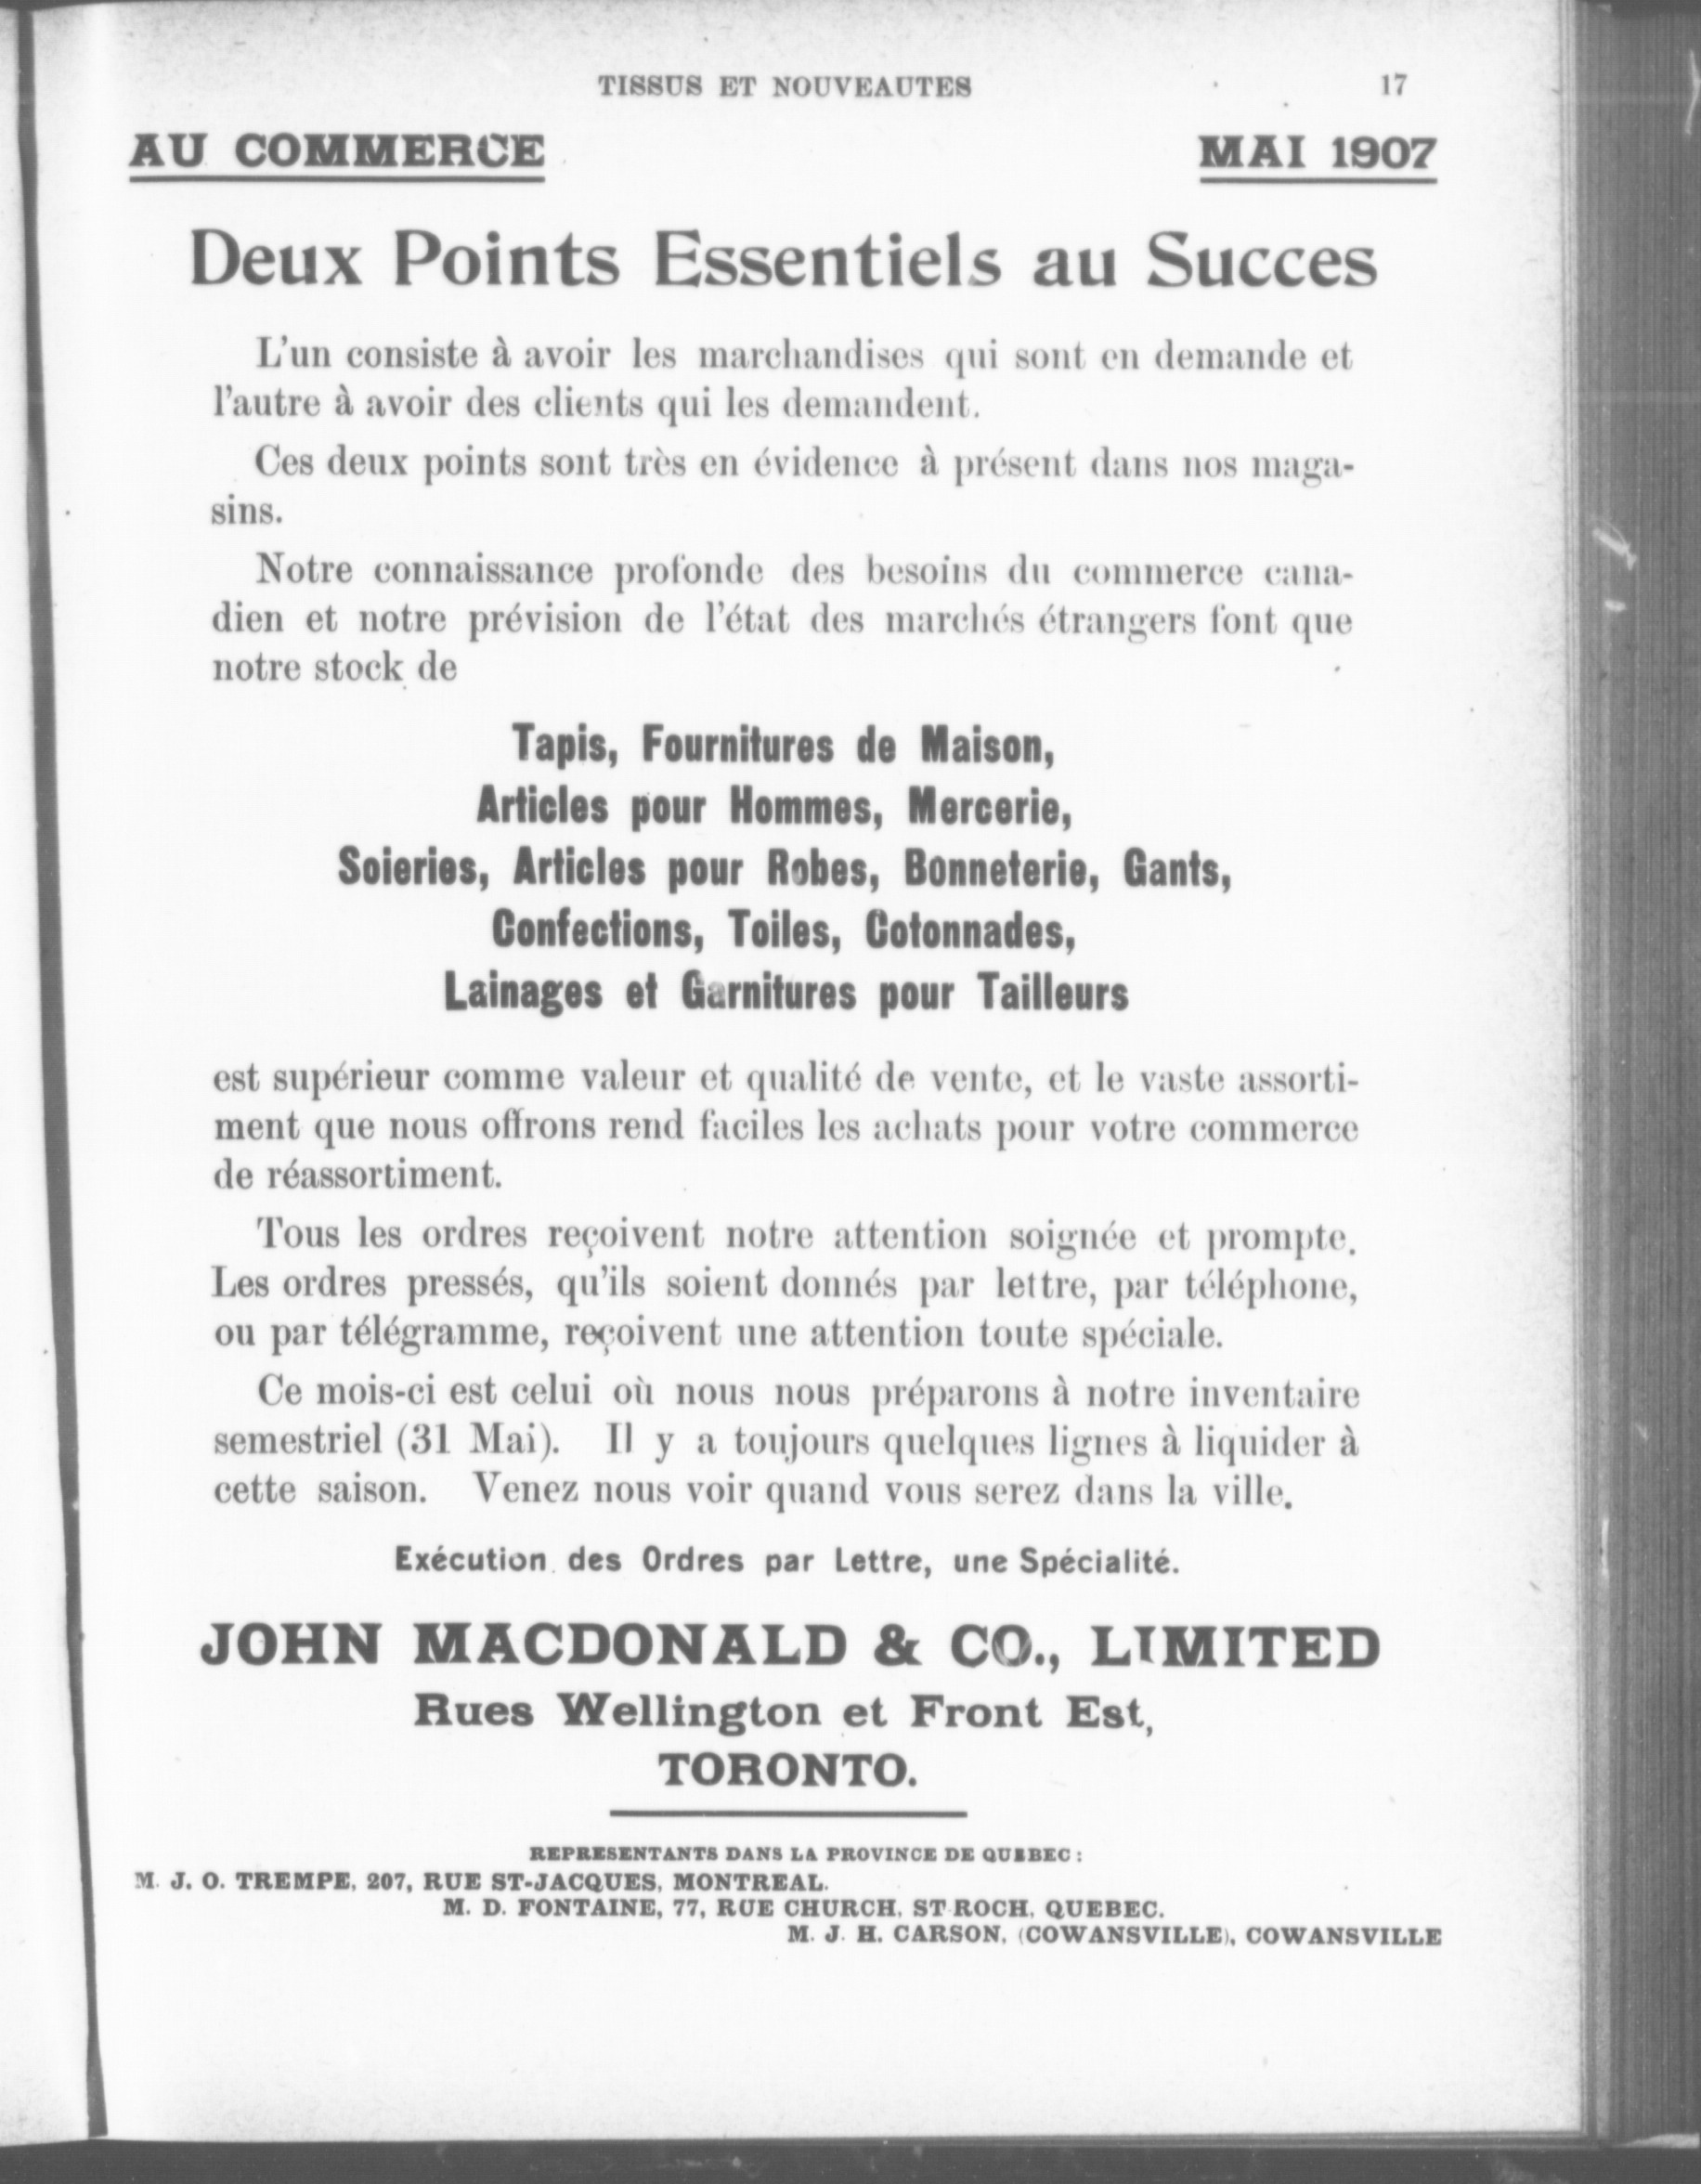 TISSUS ET NOUVEAUTES 17
AU COMMERCE MAI 1907
Deux Points Essentiels au Succes
L'un consiste à avoir les marchandises qui sont en demande et
l'autre à avoir des clients qui les demandent.
Ces deux points sont très en évidence à présent dans nos maga-
sins.
Notre connaissance profonde des besoins du commerce cana-
dien et notre prévision de l'état des marchés étrangers font que
notre stock de
Tapis, Fournitures de Maison,
Articles pour Hommes, Mercerie,
Soieries, Articles pour Robes, Bonneterie, Gants,
Confections, Toiles, Cotonnades,
Lainages et Garnitures pour Tailleurs
est supérieur comme valeur et qualité de vente, et le vaste assorti-
ment que nous offrons rend faciles les achats pour votre commerce
de réassortiment.
Tous les ordres reçoivent notre attention soignée et prompte.
Les ordres pressés, qu'ils soient donnés par lettre, par téléphone,
ou par télégramme, reçoivent une attention toute spéciale.
Ce mois-ci est celui où nous nous préparons à notre inventaire
semestriel (31 Mai). Il y a toujours quelques lignes à liquider à
cette saison. Venez nous voir quand vous serez dans la ville.
Exécution des Ordres par Lettre, une Spécialité.
JOHN MACDONALD & CO., LIMITED
Rues Wellington et Front Est,
TORONTO.
REPRESENTANTS DANS LA PROVINCE DE QUEBEC :
M. J. O. TREMPE, 207, RUE ST-JACQUES, MONTREAL.
M. D. FONTAINE, 77, RUE CHURCH, ST ROCH, QUEBEC.
M. J. H. CARSON, (COWANSVILLE), COWANSVILLE